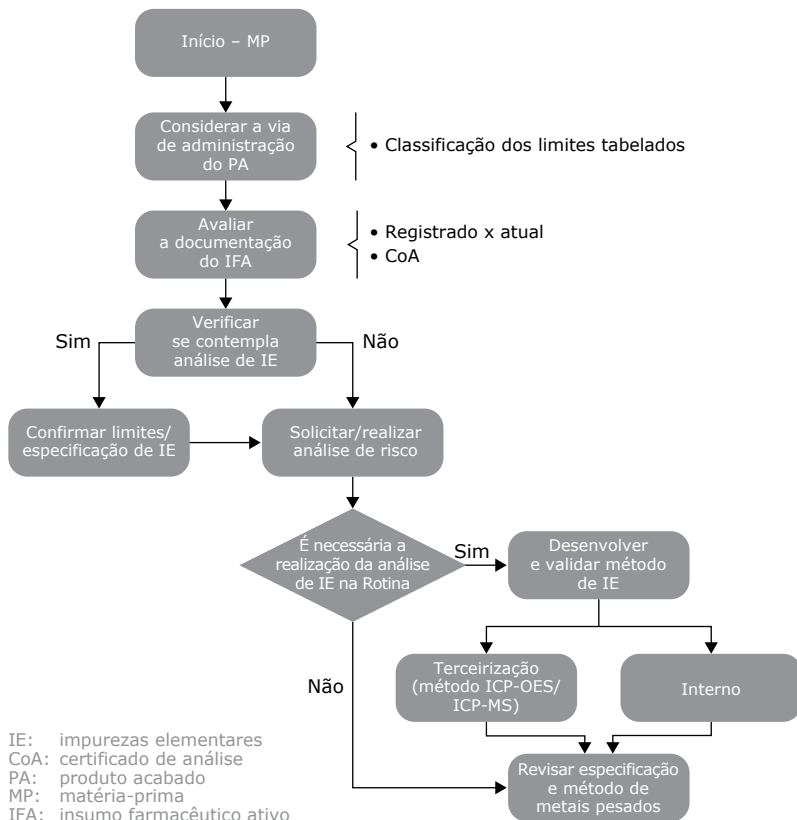 Início – MP
Considerar a via
de administração
do PA
• Classificação dos limites tabelados
Avaliar
a documentação
do IFA
• Registrado x atual
• CoA
Verificar
se contempla
análise de IE
Sim
Não
Confirmar limites/
especificação de IE
Solicitar/realizar
análise de risco
É necessária a
realização da análise
de IE na Rotina
Sim
Desenvolver
e validar método
de IE
Não
Terceirização
(método ICP-OES/
ICP-MS)
Interno
Revisar especificação
e método de
metais pesados
IE: impurezas elementares
CoA: certificado de análise
PA: produto acabado
MP: matéria-prima
IFA: insumo farmacêutico ativo